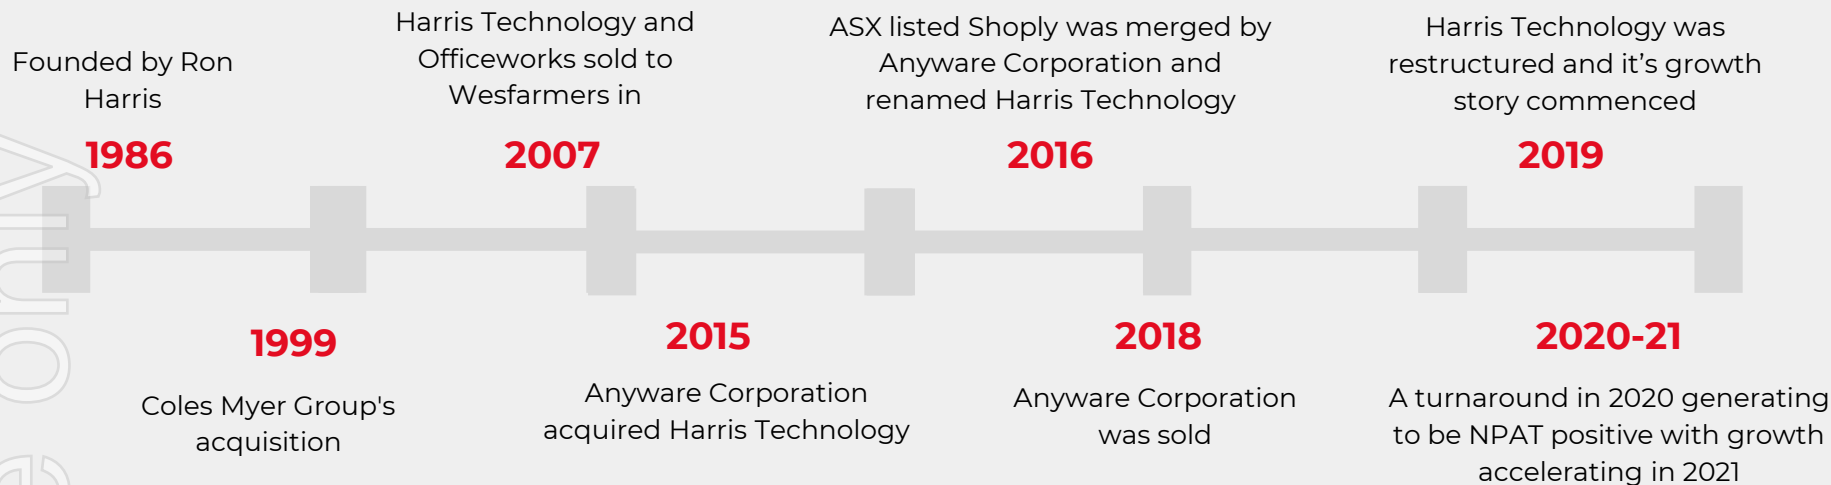 Founded by Ron
Harris
1986
Harris Technology and
Officeworks sold to
Wesfarmers in
2007
ASX listed Shoply was merged by
Anyware Corporation and
renamed Harris Technology
2016
Harris Technology was
restructured and it’s growth
story commenced
2019
1999
Coles Myer Group's
acquisition
2015
Anyware Corporation
acquired Harris Technology
2018
Anyware Corporation
was sold
2020-21
A turnaround in 2020 generating
to be NPAT positive with growth
accelerating in 2021
only